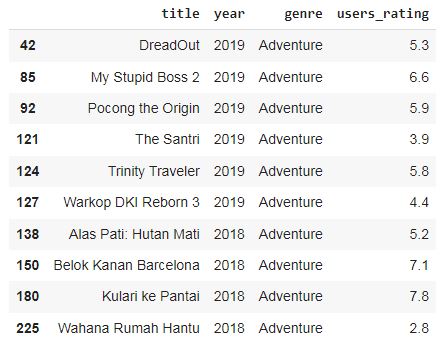 title year genre users_rating
42 DreadOut 2019 Adventure 5.3
85 My Stupid Boss 2 2019 Adventure 6.6
92 Pocong the Origin 2019 Adventure 5.9
121 The Santri 2019 Adventure 3.9
124 Trinity Traveler 2019 Adventure 5.8
127 Warkop DKI Reborn 3 2019 Adventure 4.4
138 Alas Pati: Hutan Mati 2018 Adventure 5.2
150 Belok Kanan Barcelona 2018 Adventure 7.1
180 Kulari ke Pantai 2018 Adventure 7.8
225 Wahana Rumah Hantu 2018 Adventure 2.8